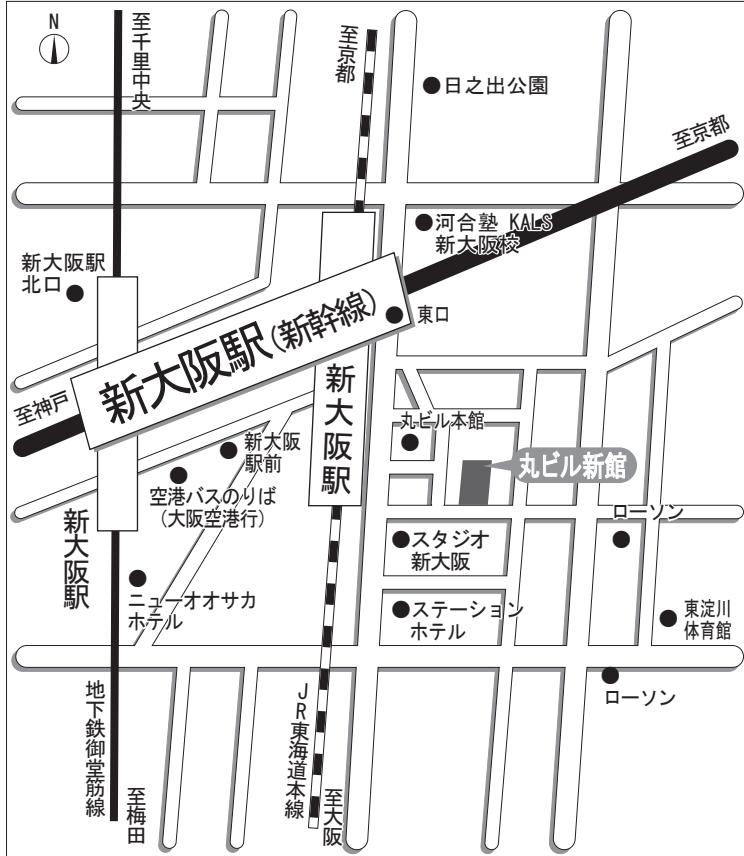 N
至千里中央
至京都
日之出公園
至京都
河合塾 KALS
新大阪校
新大阪駅
北口
新大阪駅(新幹線)
東口
至神戸
新大阪駅
丸ビル本館
新大阪
駅前
丸ビル新館
空港バスのりば
(大阪空港行)
新大阪駅
ローソン
スタジオ
新大阪
ニューオオサカ
ホテル
ステーション
ホテル
東淀川
体育館
地下鉄御堂筋線
至梅田
JR東海道本線
至大阪
ローソン